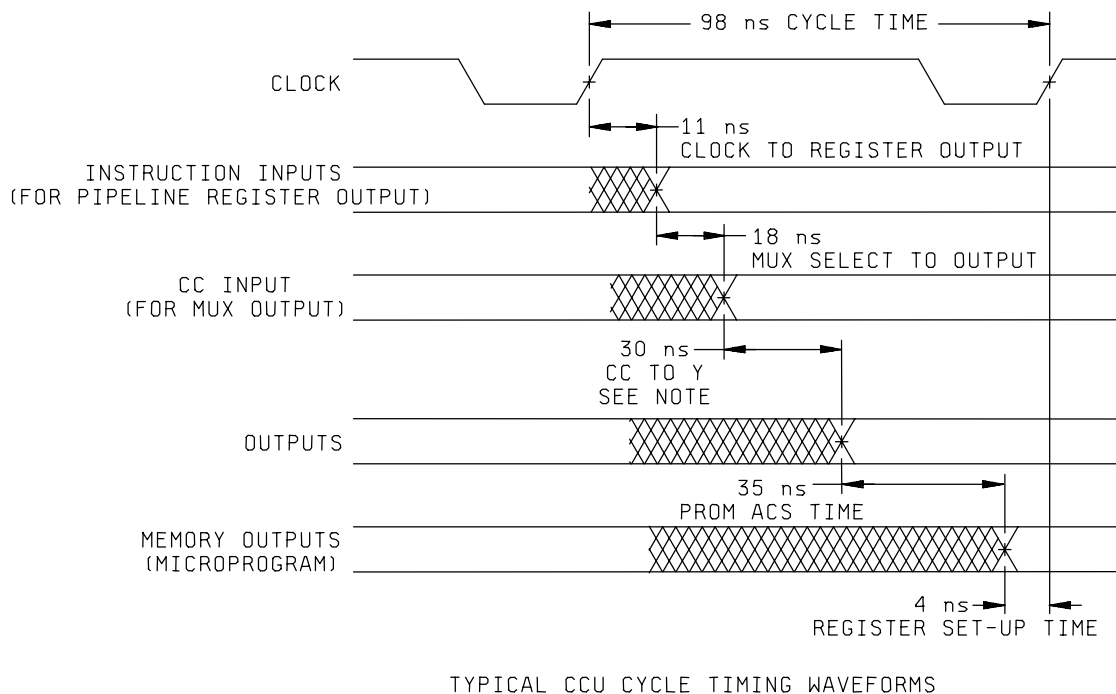 98 ns CYCLE TIME
CLOCK
11 ns
CLOCK TO REGISTER OUTPUT
INSTRUCTION INPUTS
(FOR PIPELINE REGISTER OUTPUT)
18 ns
MUX SELECT TO OUTPUT
CC INPUT
(FOR MUX OUTPUT)
30 ns
CC TO Y
SEE NOTE
OUTPUTS
35 ns
PROM ACS TIME
MEMORY OUTPUTS
(MICROPROGRAM)
4 ns
REGISTER SET-UP TIME
TYPICAL CCU CYCLE TIMING WAVEFORMS